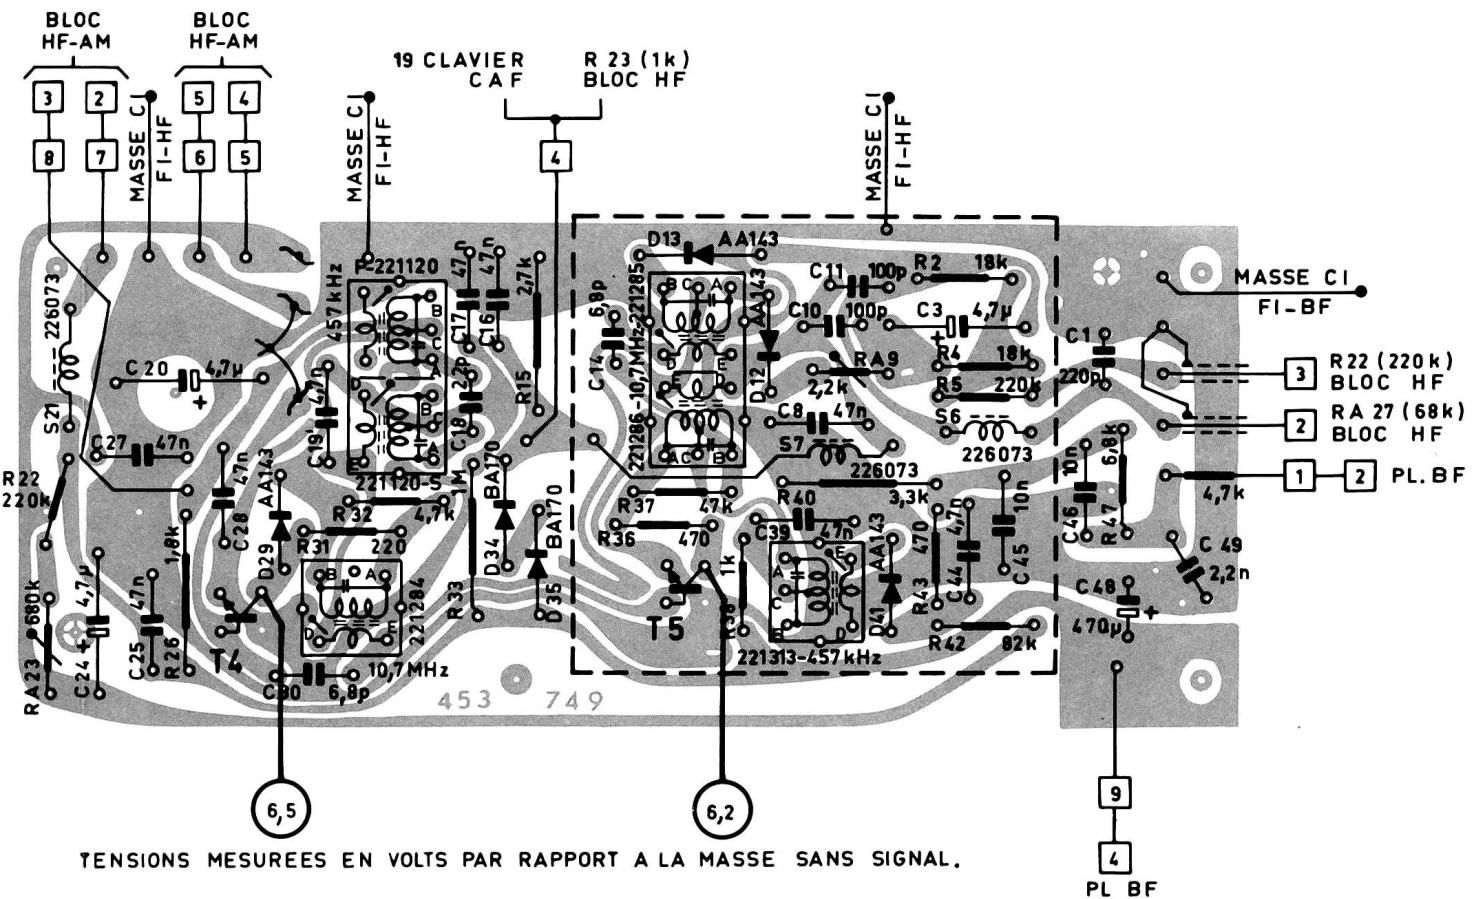 BLOC
HF-AM
BLOC
HF-AM
19 CLAVIER
CAF
R 23 (1k)
BLOC HF
3
2
5
4
8
7
6
5
4
MASSE CI
FI-HF
MASSE CI
FI-HF
MASSE CI
FI-HF
D13
AA143
P-221120
457kHz
C17
47n
C16
47n
2,7k
R15
226073
S21
C 20
4,7µ
+
47n
C19
2,2p
C18
221120-S
6,8p
C14
221286-10,7MHz-221285
B C A
D E
E D
A C B
AA143
D12
C11
100p
C10
100p
R2
18k
C3
4,7µ
+
RA9
2,2k
R4
18k
R5
220k
C8
47n
S7
226073
S6
226073
C1
220p
MASSE CI
FI-BF
3
R22 (220k)
BLOC HF
2
RA 27 (68k)
BLOC HF
1
2
PL.BF
4,7k
C27
47n
R22
220k
47n
C28
AA143
D29
R32
4,7k
R31
220
1M
R33
BA170
D34
BA170
D35
R37
47k
R36
470
R40
3,3k
C39
47n
AA143
D41
470
R43
4,7n
C44
10n
C45
10n
C46
6,8k
R47
C 49
2,2n
C48
470µ
+
R42
82k
680k
RA23
4,7µ
C24
+
47n
C25
1,8k
R26
T4
B A
D E
221284
10,7MHz
C30
6,8p
T5
1k
R38
A
C
B
E
D
221313-457kHz
453 749
6,5
6,2
9
4
PL BF
TENSIONS MESUREES EN VOLTS PAR RAPPORT A LA MASSE SANS SIGNAL.